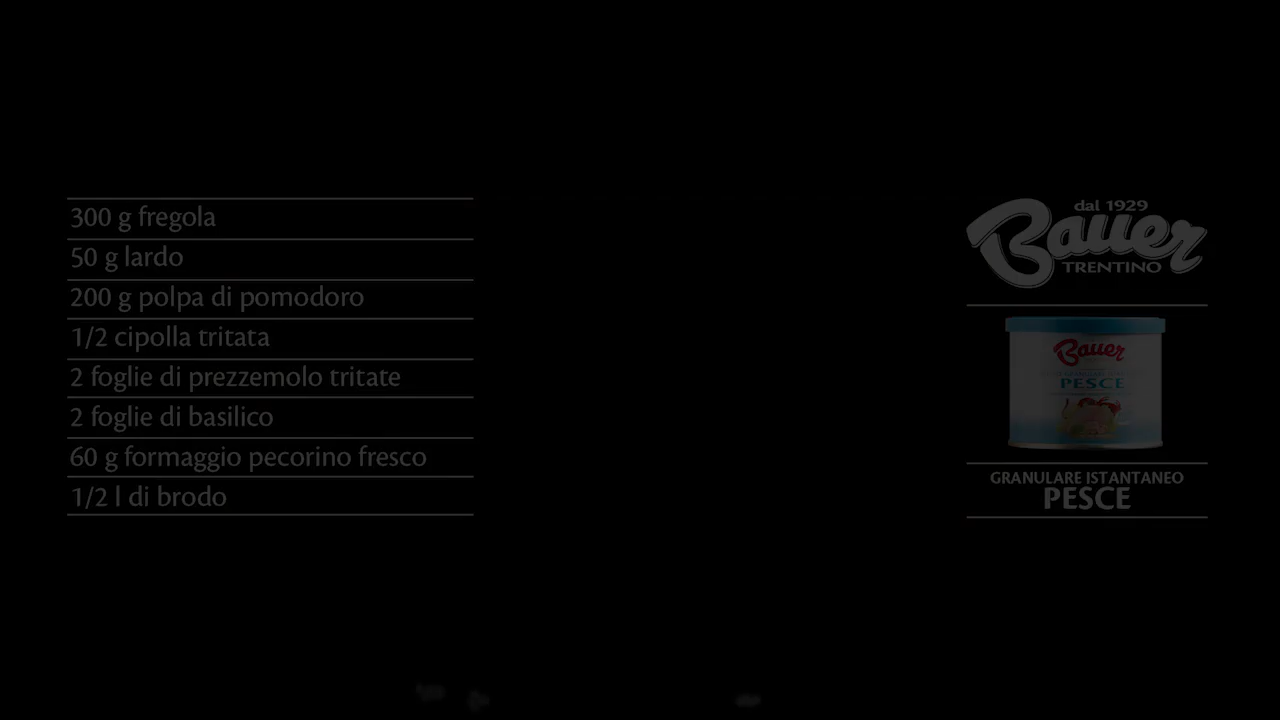 300 g fregola
50 g lardo
200 g polpa di pomodoro
1/2 cipolla tritata
2 foglie di prezzemolo tritate
2 foglie di basilico
60 g formaggio pecorino fresco
1/2 l di brodo
dal 1929
Bauer
TRENTINO
Bauer
PESCE
GRANULARE ISTANTANEO
PESCE